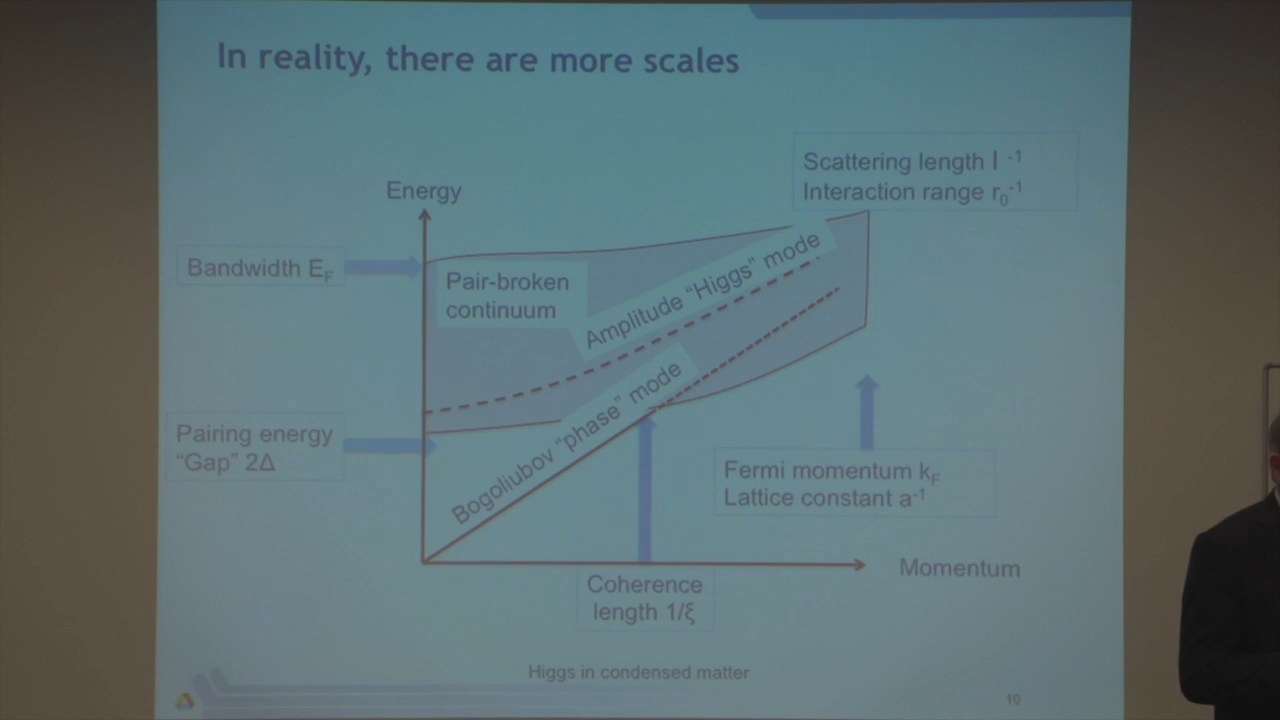 In reality, there are more scales
Scattering length l ⁻¹
Interaction range r₀⁻¹
Energy
Bandwidth E_F
Pair-broken
continuum
Amplitude “Higgs” mode
Bogoliubov “phase” mode
Pairing energy
“Gap” 2Δ
Fermi momentum k_F
Lattice constant a⁻¹
Momentum
Coherence
length 1/ξ
Higgs in condensed matter
10